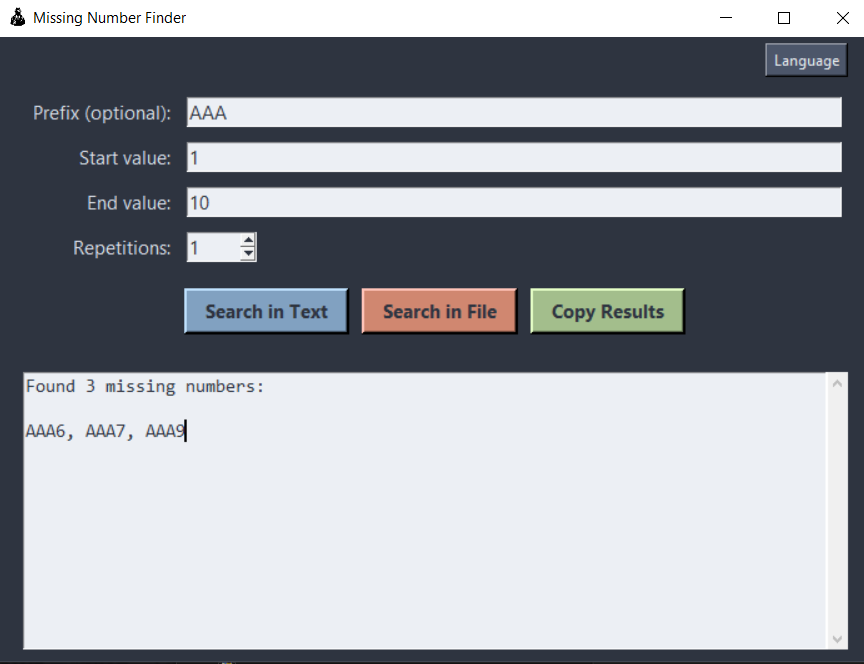 Missing Number Finder
Language
Prefix (optional): AAA
Start value: 1
End value: 10
Repetitions: 1
Search in Text Search in File Copy Results
Found 3 missing numbers:
AAA6, AAA7, AAA9